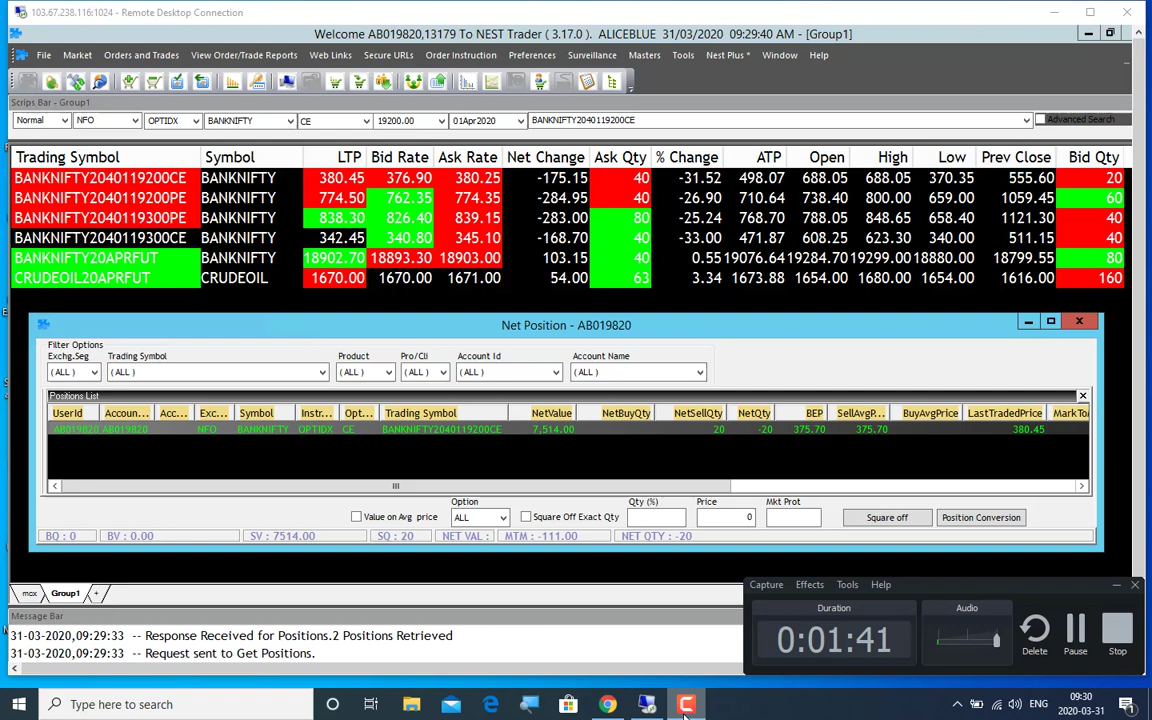 103.67.238.116:1024 - Remote Desktop Connection
Welcome AB019820,13179 To NEST Trader ( 3.17.0 ). ALICEBLUE 31/03/2020 09:29:40 AM - [Group1]
File Market Orders and Trades View Order/Trade Reports Web Links Secure URLs Order Instruction Preferences Surveillance Masters Tools Nest Plus * Window Help
Scrips Bar - Group1
Normal NFO OPTIDX BANKNIFTY CE 19200.00 01Apr2020 BANKNIFTY2040119200CE Advanced Search
Trading Symbol Symbol LTP Bid Rate Ask Rate Net Change Ask Qty % Change ATP Open High Low Prev Close Bid Qty
BANKNIFTY2040119200CE BANKNIFTY 380.45 376.90 380.25 -175.15 40 -31.52 498.07 688.05 688.05 370.35 555.60 20
BANKNIFTY2040119200PE BANKNIFTY 774.50 762.35 774.35 -284.95 40 -26.90 710.64 738.40 800.00 659.00 1059.45 60
BANKNIFTY2040119300PE BANKNIFTY 838.30 826.40 839.15 -283.00 80 -25.24 768.70 788.05 848.65 658.40 1121.30 40
BANKNIFTY2040119300CE BANKNIFTY 342.45 340.80 345.10 -168.70 40 -33.00 471.87 608.25 623.30 340.00 511.15 40
BANKNIFTY20APRFUT BANKNIFTY 18902.70 18893.30 18903.00 103.15 40 0.55 19076.64 19284.70 19299.00 18880.00 18799.55 80
CRUDEOIL20APRFUT CRUDEOIL 1670.00 1670.00 1671.00 54.00 63 3.34 1673.88 1654.00 1680.00 1654.00 1616.00 160
Net Position - AB019820
Filter Options
Exchg.Seg Trading Symbol Product Pro/Cli Account Id Account Name
(ALL) (ALL) (ALL) (ALL) (ALL) (ALL)
Positions List
UserId Accoun... Acc... Exc... Symbol Instr... Opt... Trading Symbol NetValue NetBuyQty NetSellQty NetQty BEP SellAvgP... BuyAvgPrice LastTradedPrice MarkTo
AB019820 AB019820 NFO BANKNIFTY OPTIDX CE BANKNIFTY2040119200CE 7,514.00 20 -20 375.70 375.70 380.45
Option Qty (%) Price Mkt Prot
Value on Avg price ALL Square Off Exact Qty 0 Square off Position Conversion
BQ : 0 BV : 0.00 SV : 7514.00 SQ : 20 NET VAL : MTM : -111.00 NET QTY : -20
mcx Group1 +
Message Bar
31-03-2020,09:29:33 -- Response Received for Positions.2 Positions Retrieved
31-03-2020,09:29:33 -- Request sent to Get Positions.
Capture Effects Tools Help
Duration Audio
0:01:41
Delete Pause Stop
Type here to search
ENG
09:30
2020-03-31
1